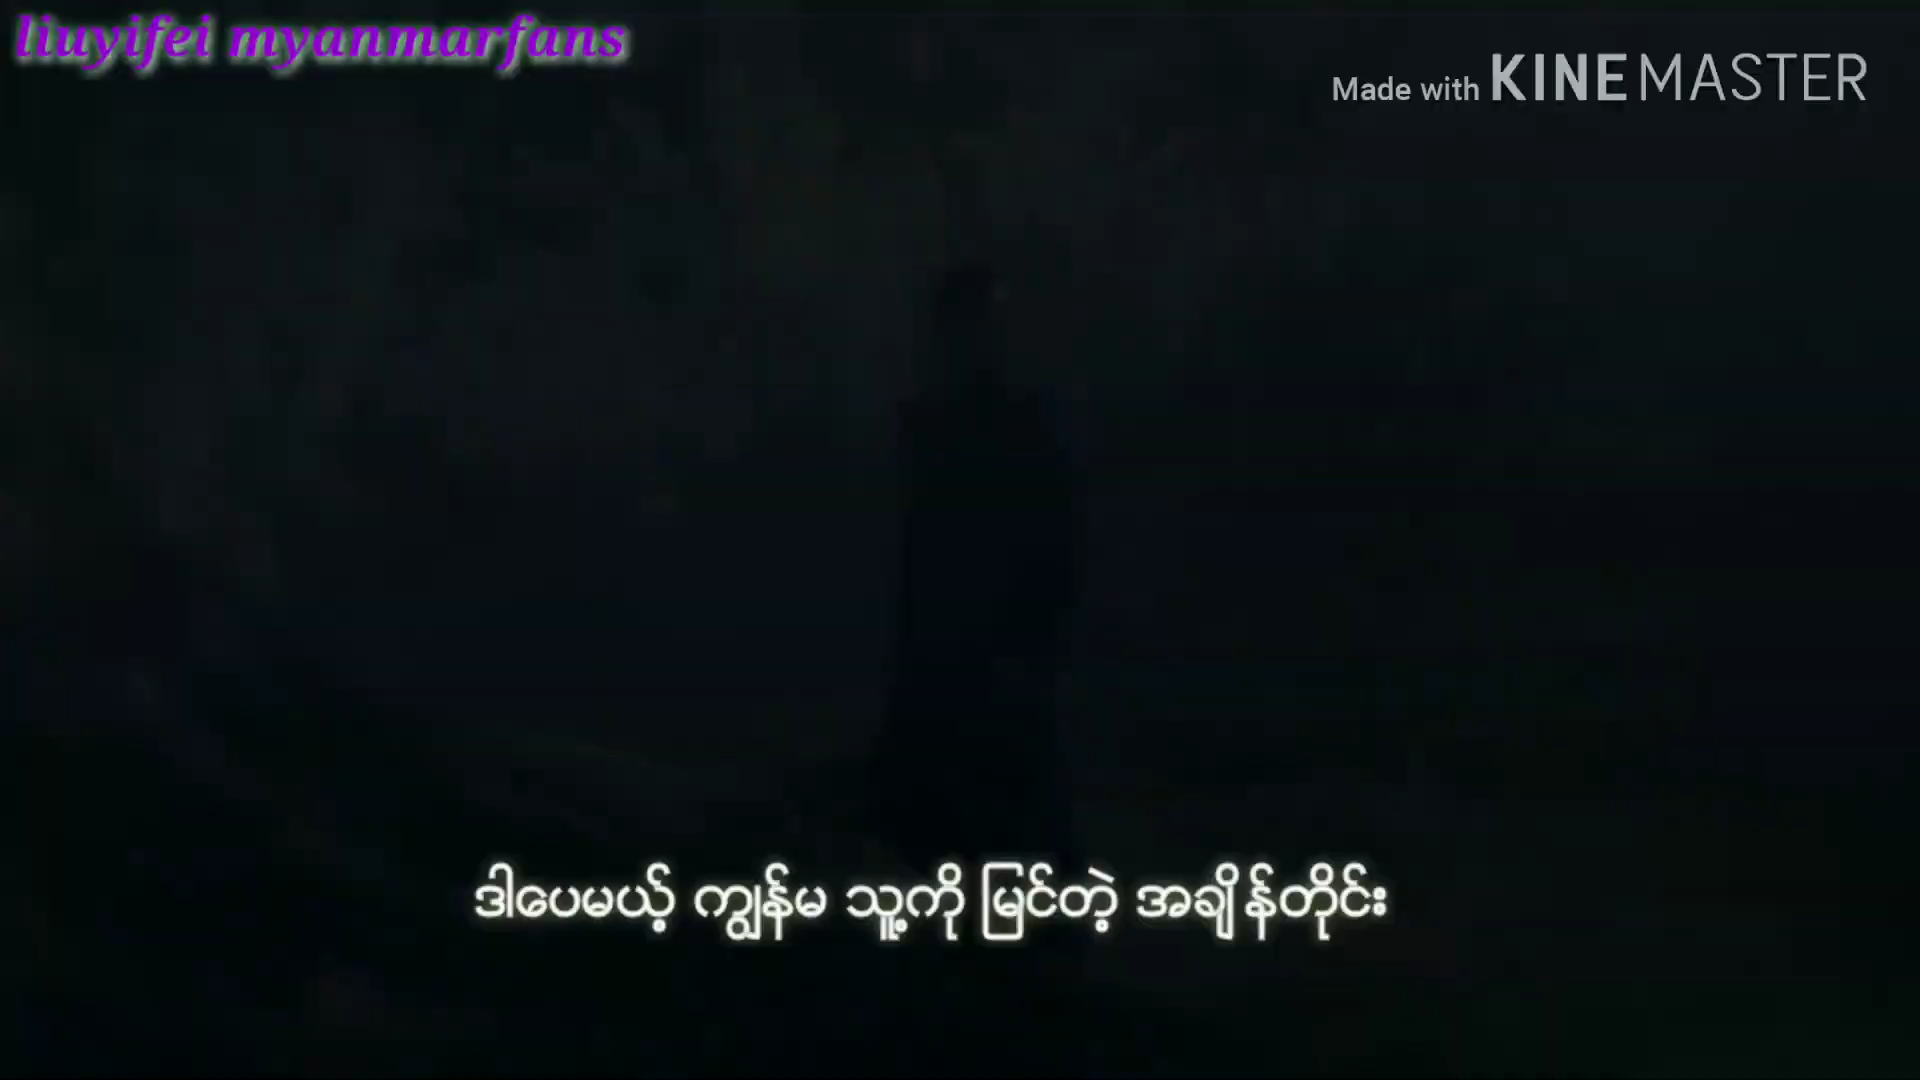 liuyifei myanmarfans
Made with KINEMASTER
ဒါပေမယ့် ကျွန်မ သူ့ကို မြင်တဲ့ အချိန်တိုင်း